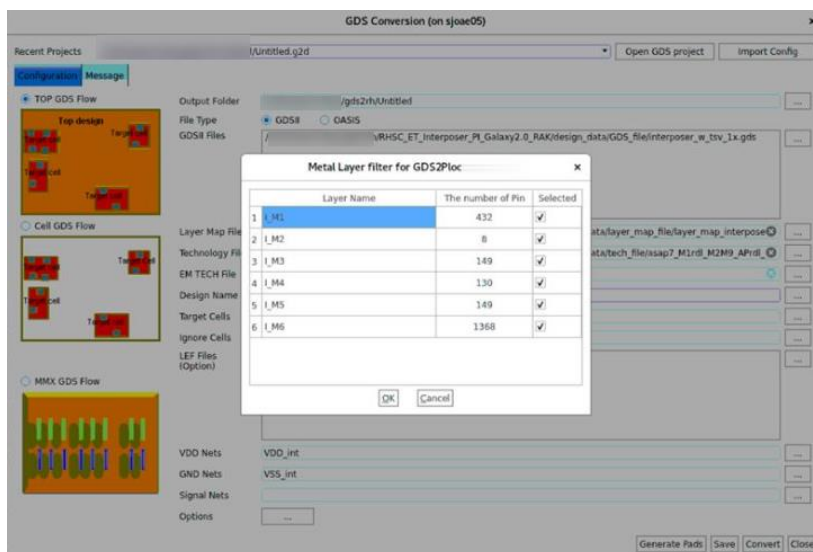 GDS Conversion (on sjoae05)
Recent Projects
/Untitled.g2d
Open GDS project
Import Config
Configuration
Message
TOP GDS Flow
Top design
Target cell
Target cell
Target cell
Target cell
Output Folder
/gds2rh/Untitled
...
File Type
GDSII
OASIS
GDSII Files
/RHSC_ET_Interposer_PI_Galaxy2.0_RAK/design_data/GDS_file/interposer_w_tsv_1x.gds
...
Metal Layer filter for GDS2Ploc
x
Layer Name
The number of Pin
Selected
1 I_M1 432
2 I_M2 8
3 I_M3 149
4 I_M4 130
5 I_M5 149
6 I_M6 1368
OK
Cancel
Cell GDS Flow
Target cell
Target cell
Target cell
Target cell
Layer Map File
ata/layer_map_file/layer_map_interpose
...
Technology Fil
ata/tech_file/asap7_M1rdl_M2M9_APrdl_
...
EM TECH File
...
Design Name
...
Target Cells
...
Ignore Cells
...
LEF Files
(Option)
...
MMX GDS Flow
VDD Nets
VDD_int
...
GND Nets
VSS_int
...
Signal Nets
...
Options
...
Generate Pads
Save
Convert
Close